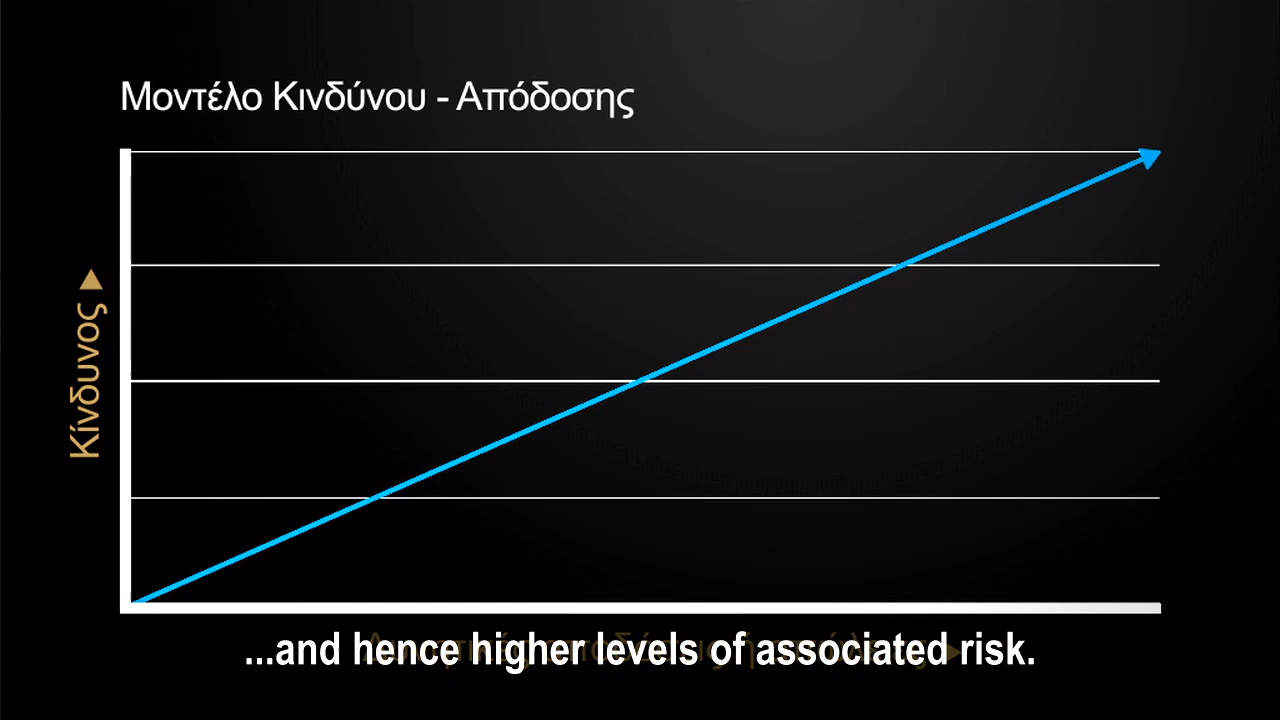 Μοντέλο Κινδύνου - Απόδοσης
Κίνδυνος ▲
...and hence higher levels of associated risk.